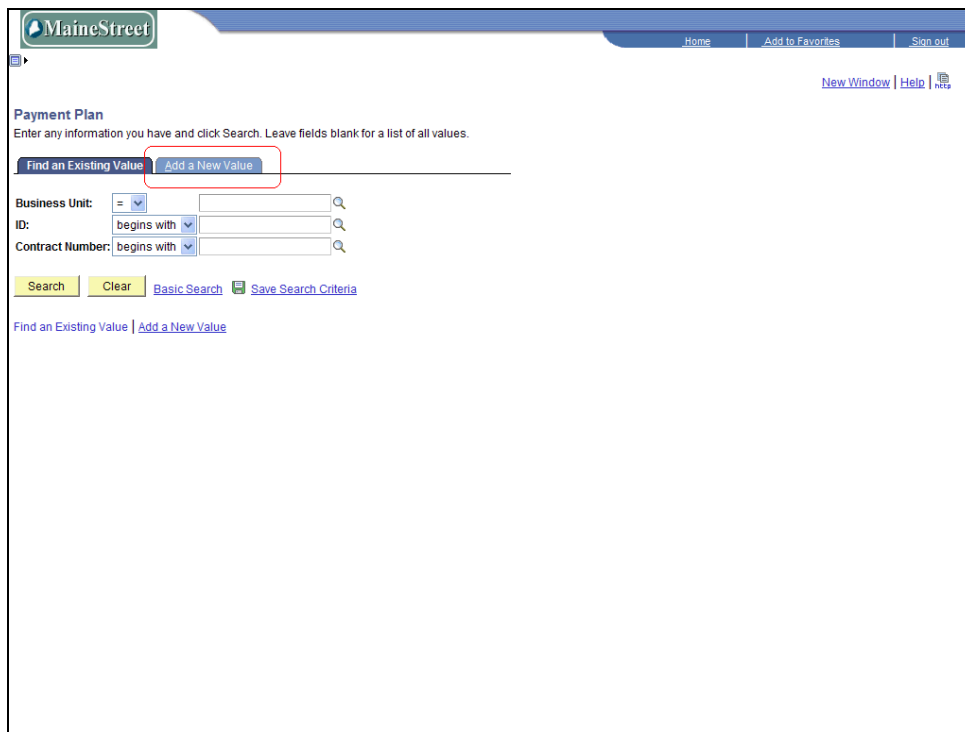 MaineStreet
Home Add to Favorites Sign out
New Window | Help | http
Payment Plan
Enter any information you have and click Search. Leave fields blank for a list of all values.
Find an Existing Value Add a New Value
Business Unit: =
ID: begins with
Contract Number: begins with
Search Clear Basic Search Save Search Criteria
Find an Existing Value | Add a New Value